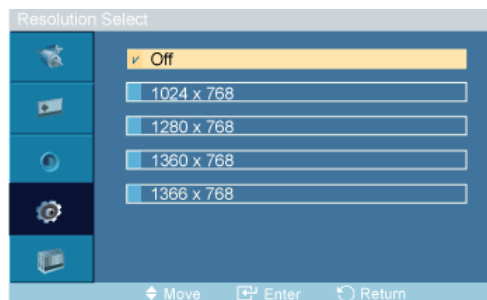 Resolution Select
Off
1024 x 768
1280 x 768
1360 x 768
1366 x 768
Move Enter Return